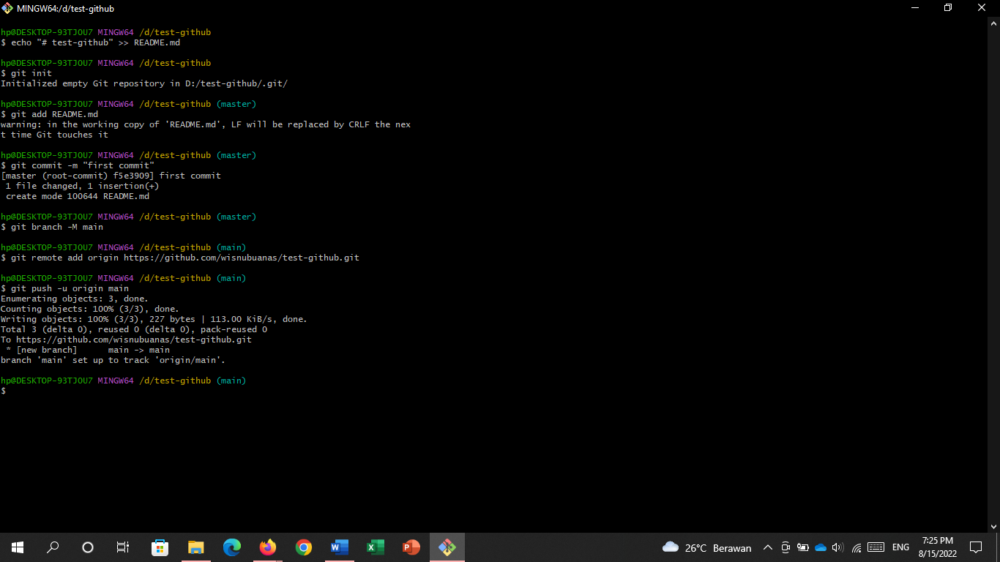 MINGW64:/d/test-github
hp@DESKTOP-93TJOU7 MINGW64 /d/test-github
$ echo "# test-github" >> README.md
hp@DESKTOP-93TJOU7 MINGW64 /d/test-github
$ git init
Initialized empty Git repository in D:/test-github/.git/
hp@DESKTOP-93TJOU7 MINGW64 /d/test-github (master)
$ git add README.md
warning: in the working copy of 'README.md', LF will be replaced by CRLF the nex
t time Git touches it
hp@DESKTOP-93TJOU7 MINGW64 /d/test-github (master)
$ git commit -m "first commit"
[master (root-commit) f5e3909] first commit
 1 file changed, 1 insertion(+)
 create mode 100644 README.md
hp@DESKTOP-93TJOU7 MINGW64 /d/test-github (master)
$ git branch -M main
hp@DESKTOP-93TJOU7 MINGW64 /d/test-github (main)
$ git remote add origin https://github.com/wisnubuanas/test-github.git
hp@DESKTOP-93TJOU7 MINGW64 /d/test-github (main)
$ git push -u origin main
Enumerating objects: 3, done.
Counting objects: 100% (3/3), done.
Writing objects: 100% (3/3), 227 bytes | 113.00 KiB/s, done.
Total 3 (delta 0), reused 0 (delta 0), pack-reused 0
To https://github.com/wisnubuanas/test-github.git
 * [new branch]      main -> main
branch 'main' set up to track 'origin/main'.
hp@DESKTOP-93TJOU7 MINGW64 /d/test-github (main)
$
26°C Berawan
ENG
7:25 PM
8/15/2022